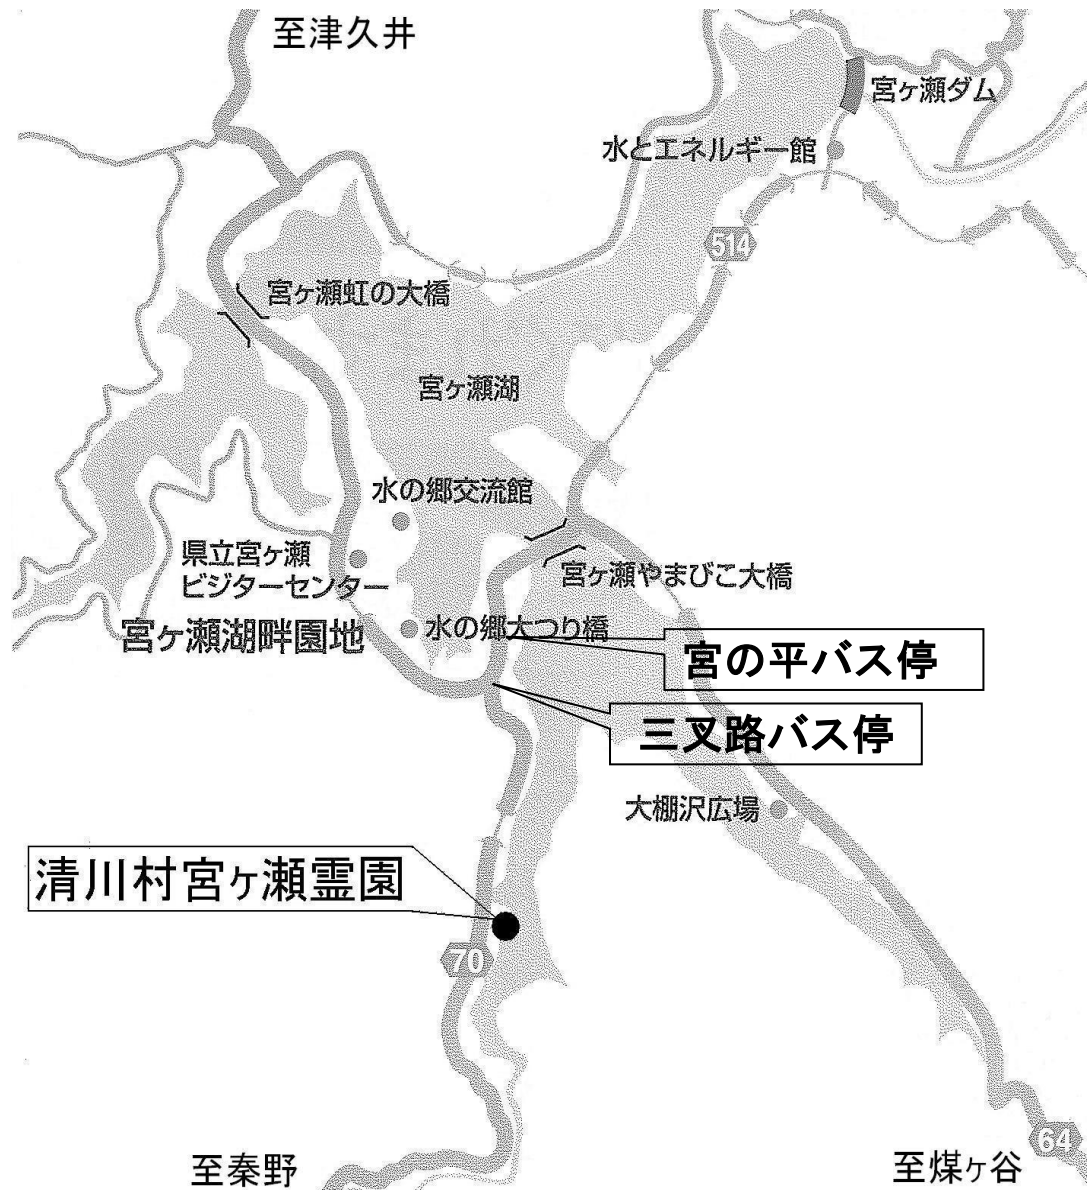 至津久井
宮ヶ瀬ダム
水とエネルギー館
514
宮ヶ瀬虹の大橋
宮ヶ瀬湖
水の郷交流館
県立宮ヶ瀬
ビジターセンター
宮ヶ瀬やまびこ大橋
宮ヶ瀬湖畔園地
水の郷大つり橋
宮の平バス停
三叉路バス停
大棚沢広場
清川村宮ヶ瀬霊園
70
64
至秦野
至煤ヶ谷